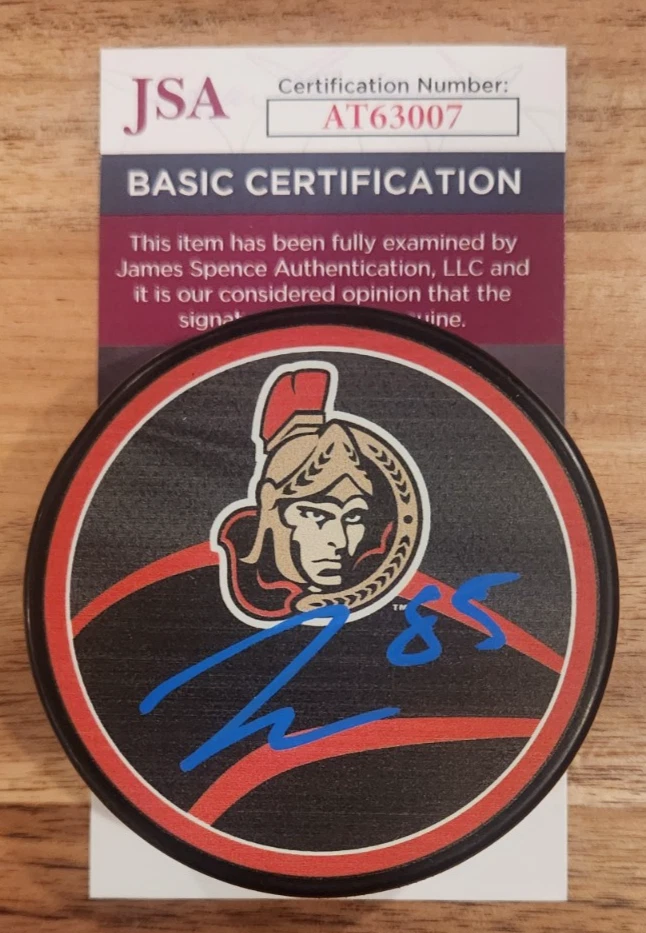 JSA
Certification Number:
AT63007
BASIC CERTIFICATION
This item has been fully examined by
James Spence Authentication, LLC and
it is our considered opinion that the
TM
85